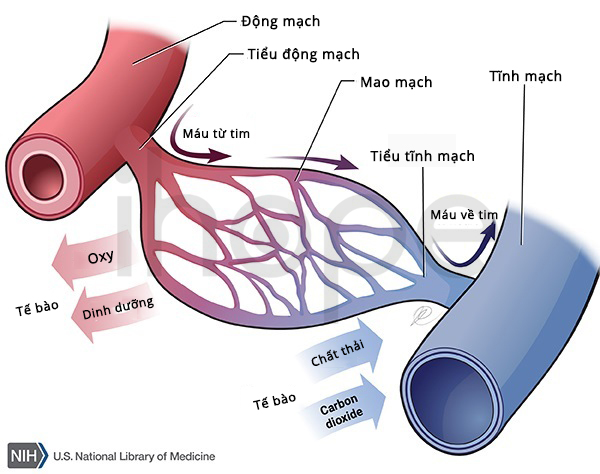 Động mạch
Tiểu động mạch
Mao mạch
Tĩnh mạch
Máu từ tim
Tiểu tĩnh mạch
Máu về tim
Oxy
Tế bào
Dinh dưỡng
Chất thải
Tế bào
Carbon
dioxide
NIH
U.S. National Library of Medicine